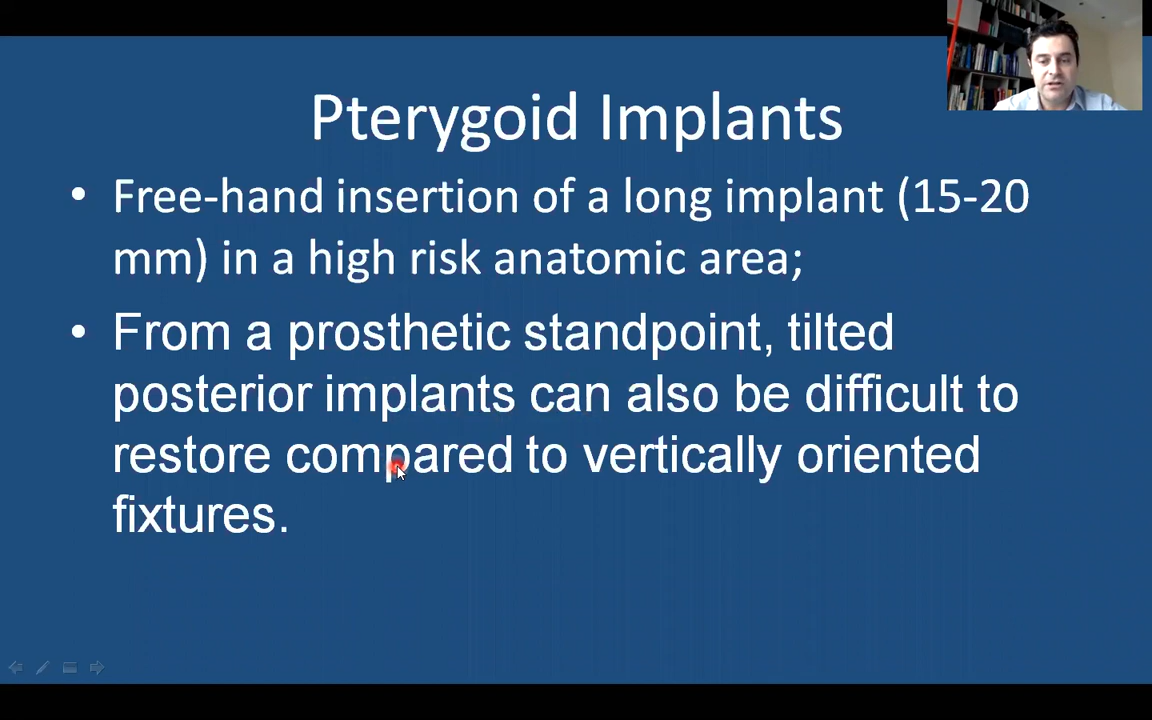 Pterygoid Implants
• Free-hand insertion of a long implant (15-20
mm) in a high risk anatomic area;
• From a prosthetic standpoint, tilted
posterior implants can also be difficult to
restore compared to vertically oriented
fixtures.